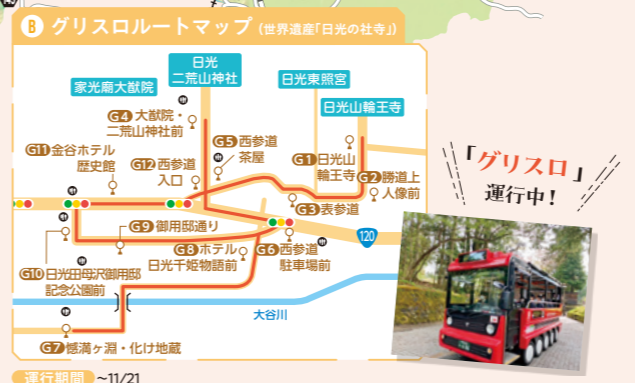 B グリスロルートマップ(世界遺産「日光の社寺」)
日光
二荒山神社
家光廟大猷院
日光東照宮
日光山輪王寺
G4 大猷院・
二荒山神社前
G5 西参道
茶屋
G11 金谷ホテル
歴史館
G12 西参道
入口
G1 日光山
輪王寺
G2 勝道上
人像前
G3 表参道
G9 御用邸通り
G8 ホテル
日光千姫物語前
G6 西参道
駐車場前
120
G10 日光田母沢御用邸
記念公園前
大谷川
G7 憾満ヶ淵・化け地蔵
運行期間 ~11/21
「グリスロ」
運行中!